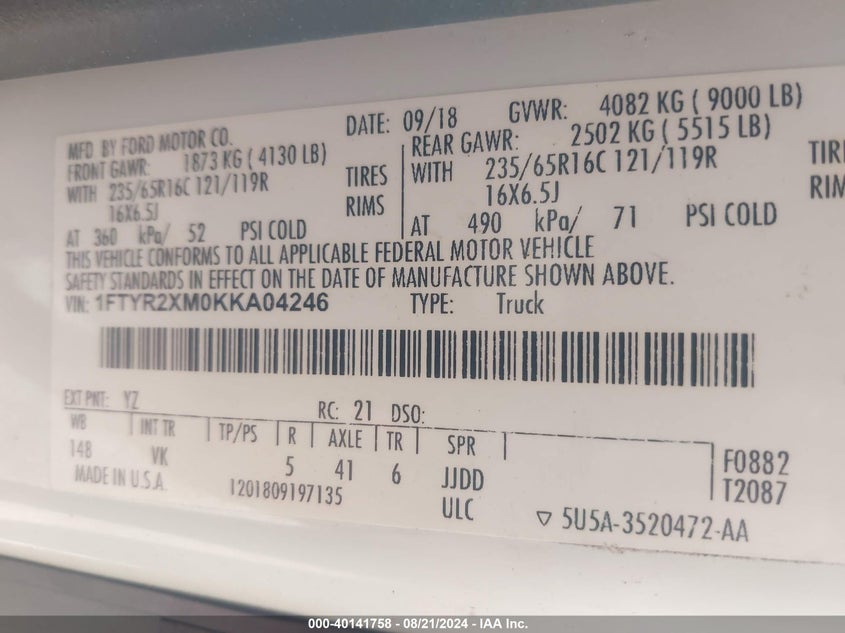 MFD BY FORD MOTOR CO. DATE: 09/18 GVWR: 4082 KG ( 9000 LB)
FRONT GAWR: 1873 KG ( 4130 LB) REAR GAWR: 2502 KG ( 5515 LB)
WITH 235/65R16C 121/119R TIRES WITH 235/65R16C 121/119R TIRE
16X6.5J RIMS 16X6.5J RIM
AT 360 kPa/ 52 PSI COLD AT 490 kPa/ 71 PSI COLD
THIS VEHICLE CONFORMS TO ALL APPLICABLE FEDERAL MOTOR VEHICLE
SAFETY STANDARDS IN EFFECT ON THE DATE OF MANUFACTURE SHOWN ABOVE.
VIN: 1FTYR2XM0KKA04246 TYPE: Truck
EXT PNT: YZ RC: 21 DSO:
WB INT TR TP/PS R AXLE TR SPR
148 VK 5 41 6 JJDD F0882
MADE IN U.S.A. 1201809197135 ULC T2087
▽ 5U5A-3520472-AA
000-40141758 - 08/21/2024 - IAA Inc.